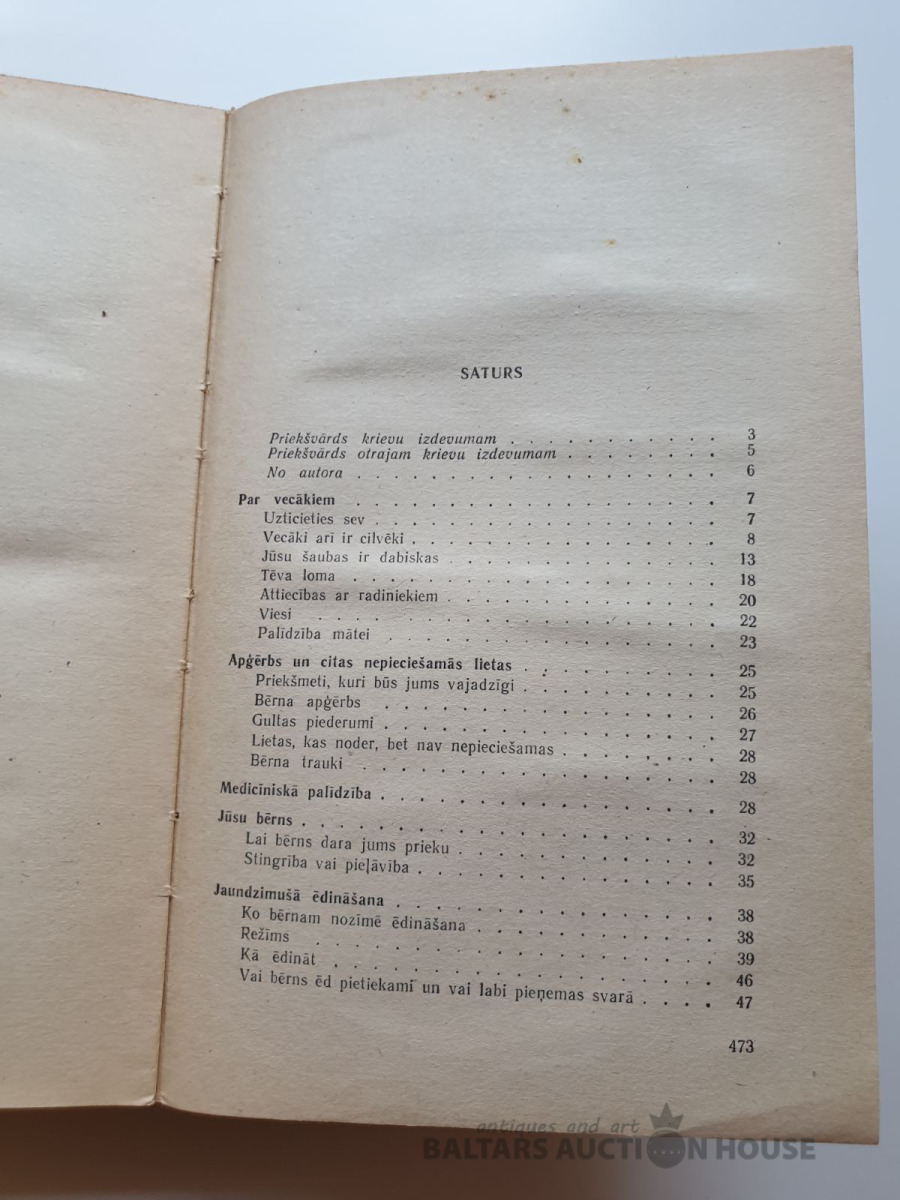 SATURS
Priekšvārds krievu izdevumam . . . . . . . . . . . 3
Priekšvārds otrajam krievu izdevumam . . . . . . . . 5
No autora . . . . . . . . . . . . . . . . . . . 6
Par vecākiem . . . . . . . . . . . . . . . . . . 7
Uzticieties sev . . . . . . . . . . . . . . . . . . 7
Vecāki arī ir cilvēki . . . . . . . . . . . . . . . . 8
Jūsu šaubas ir dabiskas . . . . . . . . . . . . . . 13
Tēva loma . . . . . . . . . . . . . . . . . . . 18
Attiecības ar radiniekiem . . . . . . . . . . . . . . 20
Viesi . . . . . . . . . . . . . . . . . . . . . 22
Palīdzība mātei . . . . . . . . . . . . . . . . . 23
Apģērbs un citas nepieciešamās lietas . . . . . . . . . . 25
Priekšmeti, kuri būs jums vajadzīgi . . . . . . . . . . 25
Bērna apģērbs . . . . . . . . . . . . . . . . . 26
Gultas piederumi . . . . . . . . . . . . . . . . . 27
Lietas, kas noder, bet nav nepieciešamas . . . . . . . . 28
Bērna trauki . . . . . . . . . . . . . . . . . . 28
Medicīniskā palīdzība . . . . . . . . . . . . . . . . 28
Jūsu bērns . . . . . . . . . . . . . . . . . . . . 32
Lai bērns dara jums prieku . . . . . . . . . . . . . 32
Stingrība vai pieļāvība . . . . . . . . . . . . . . . 35
Jaundzimušā ēdināšana . . . . . . . . . . . . . . . 38
Ko bērnam nozīmē ēdināšana . . . . . . . . . . . . 38
Režīms . . . . . . . . . . . . . . . . . . . . 39
Kā ēdināt . . . . . . . . . . . . . . . . . . . 46
Vai bērns ēd pietiekami un vai labi pieņemas svarā . . . . 47
473
antiques and art
BALTARS AUCTION HOUSE